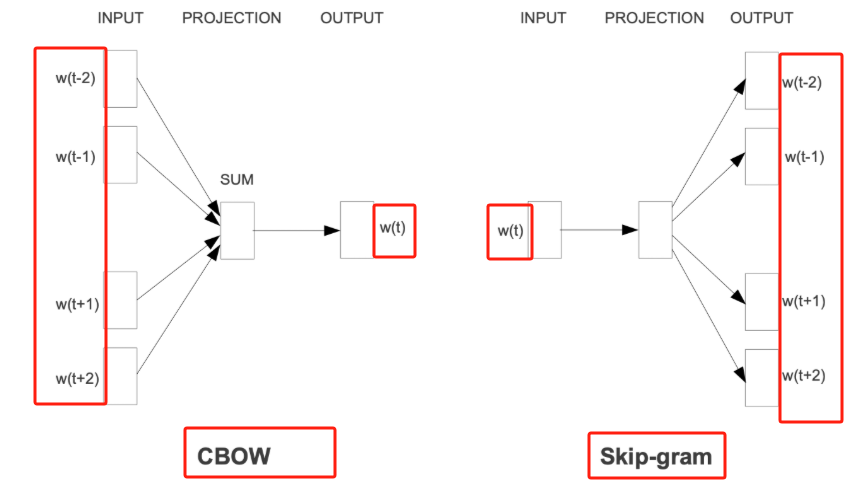 INPUT PROJECTION OUTPUT
w(t-2)
w(t-1)
SUM
w(t)
w(t+1)
w(t+2)
CBOW
INPUT PROJECTION OUTPUT
w(t-2)
w(t-1)
w(t)
w(t+1)
w(t+2)
Skip-gram